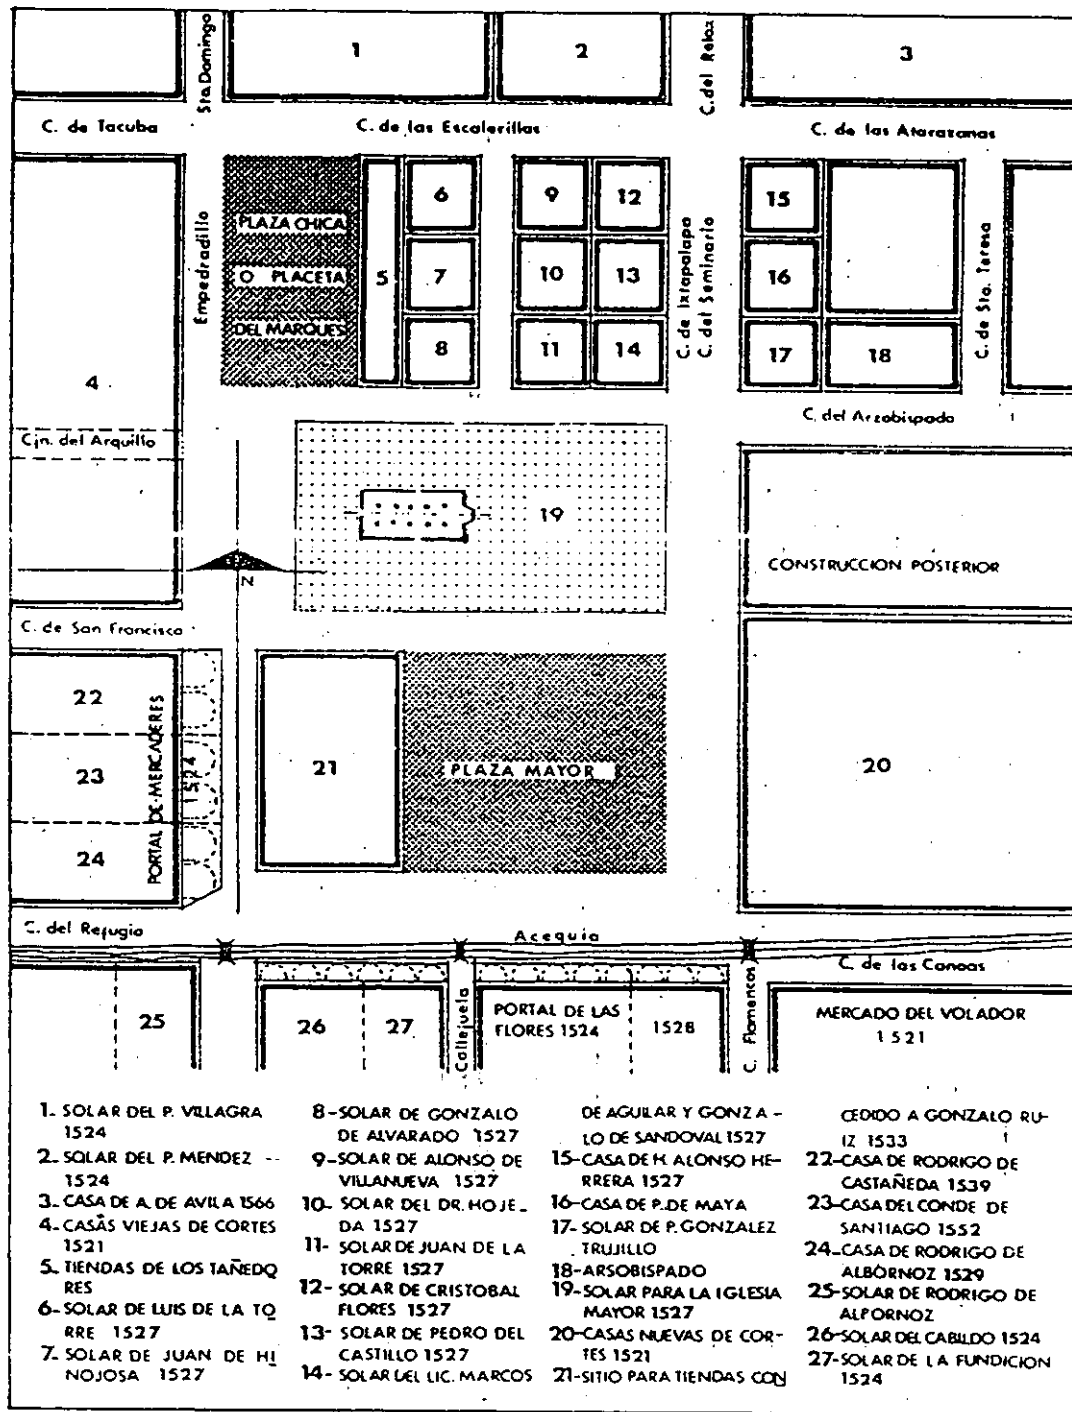 Sta. Domingo
1
2
C. del Relox
3
C. de Tacuba
C. de las Escalerillas
C. de las Atarazanas
Empedradillo
PLAZA CHICA
O PLACETA
DEL MARQUES
5
6
7
8
9
10
11
12
13
14
C. de Ixtapalapa
C. del Seminario
15
16
17
18
C. de Sta. Teresa
4
C. del Arzobispado
Cjn. del Arquillo
19
N
CONSTRUCCION POSTERIOR
C. de San Francisco
22
23
24
PORTAL DE MERCADERES
1524
21
PLAZA MAYOR
20
C. del Refugio
Acequia
C. de las Canoas
25
26
27
Callejuela
PORTAL DE LAS
FLORES 1524
1528
C. Flamencos
MERCADO DEL VOLADOR
1521
1- SOLAR DEL P. VILLAGRA
1524
2- SOLAR DEL P. MENDEZ --
1524
3- CASA DE A. DE AVILA 1566
4- CASAS VIEJAS DE CORTES
1521
5- TIENDAS DE LOS TAÑEDO
RES
6- SOLAR DE LUIS DE LA TO
RRE 1527
7- SOLAR DE JUAN DE HI
NOJOSA 1527
8- SOLAR DE GONZALO
DE ALVARADO 1527
9- SOLAR DE ALONSO DE
VILLANUEVA 1527
10- SOLAR DEL DR. HOJE_
DA 1527
11- SOLAR DE JUAN DE LA
TORRE 1527
12- SOLAR DE CRISTOBAL
FLORES 1527
13- SOLAR DE PEDRO DEL
CASTILLO 1527
14- SOLAR DEL LIC. MARCOS
DE AGUILAR Y GONZA-
LO DE SANDOVAL 1527
15- CASA DE H. ALONSO HE-
RRERA 1527
16- CASA DE P. DE MAYA
17- SOLAR DE P. GONZALEZ
TRUJILLO
18- ARSOBISPADO
19- SOLAR PARA LA IGLESIA
MAYOR 1527
20- CASAS NUEVAS DE COR-
TES 1521
21- SITIO PARA TIENDAS CON
CEDIDO A GONZALO RU-
IZ 1533
22- CASA DE RODRIGO DE
CASTAÑEDA 1539
23- CASA DEL CONDE DE
SANTIAGO 1552
24- CASA DE RODRIGO DE
ALBORNOZ 1529
25- SOLAR DE RODRIGO DE
ALPORNOZ
26- SOLAR DEL CABILDO 1524
27- SOLAR DE LA FUNDICION
1524